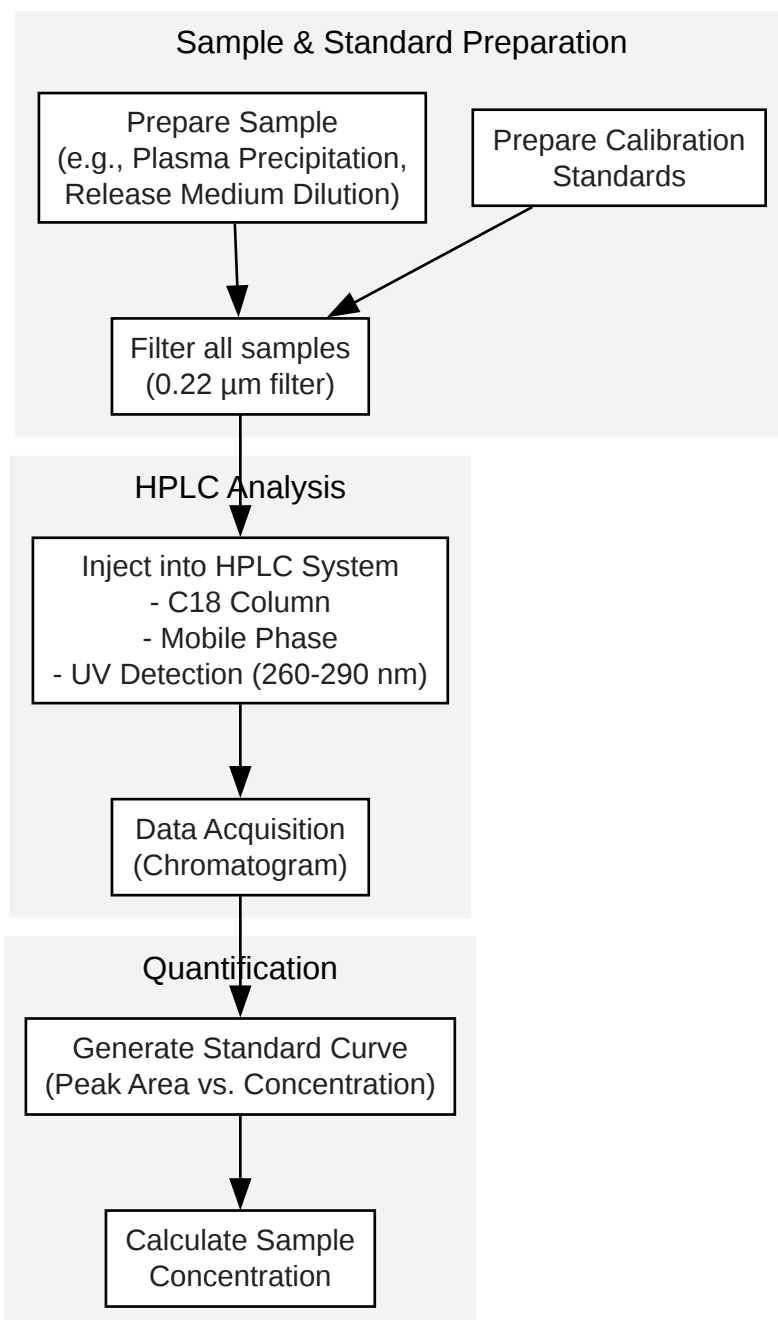 Sample & Standard Preparation
Prepare Sample
(e.g., Plasma Precipitation,
Release Medium Dilution)
Prepare Calibration
Standards
Filter all samples
(0.22 µm filter)
HPLC Analysis
Inject into HPLC System
- C18 Column
- Mobile Phase
- UV Detection (260-290 nm)
Data Acquisition
(Chromatogram)
Quantification
Generate Standard Curve
(Peak Area vs. Concentration)
Calculate Sample
Concentration